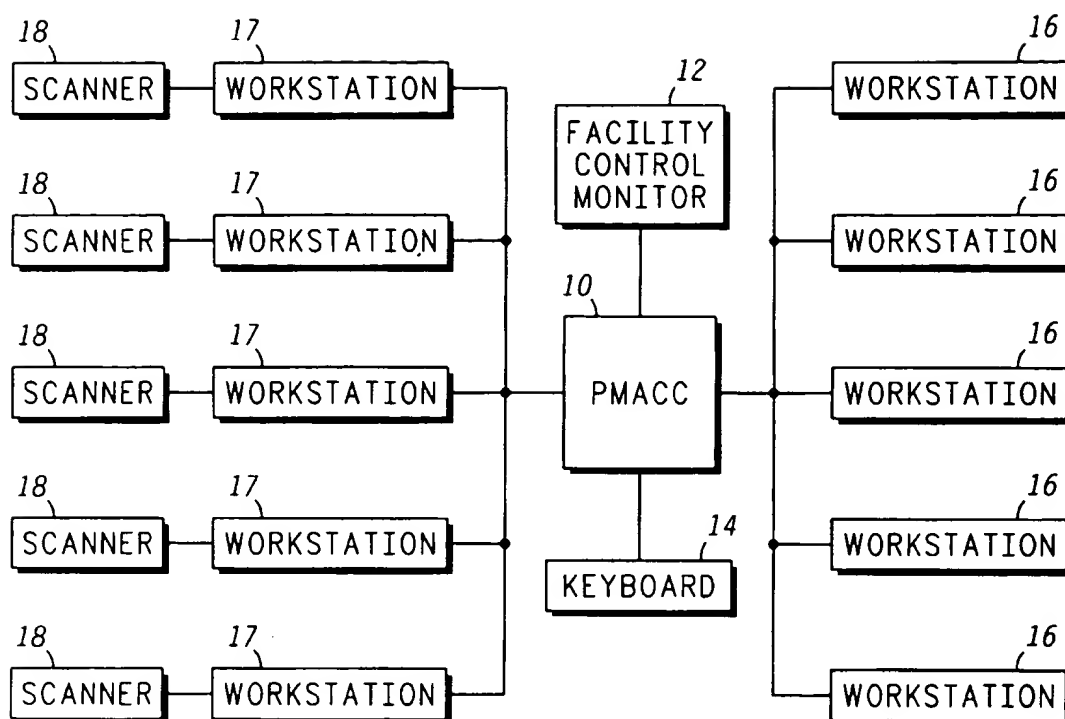 18
17
16
SCANNER
WORKSTATION
12
WORKSTATION
FACILITY
CONTROL
MONITOR
18
17
16
SCANNER
WORKSTATION
WORKSTATION
10
18
17
16
SCANNER
WORKSTATION
PMACC
WORKSTATION
18
17
16
SCANNER
WORKSTATION
14
WORKSTATION
KEYBOARD
18
17
16
SCANNER
WORKSTATION
WORKSTATION